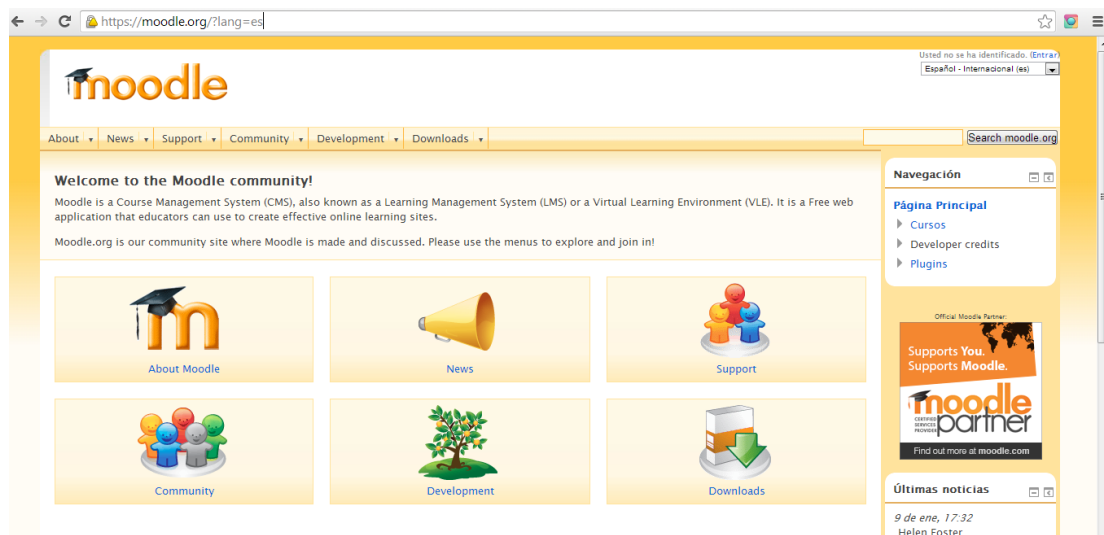 https://moodle.org/?lang=es
Usted no se ha identificado. (Entrar)
Español - Internacional (es)
moodle
About News Support Community Development Downloads
Search moodle.org
Welcome to the Moodle community!
Moodle is a Course Management System (CMS), also known as a Learning Management System (LMS) or a Virtual Learning Environment (VLE). It is a Free web
application that educators can use to create effective online learning sites.
Moodle.org is our community site where Moodle is made and discussed. Please use the menus to explore and join in!
m
About Moodle
News
Support
Community
Development
Downloads
Navegación
Página Principal
Cursos
Developer credits
Plugins
Official Moodle Partner:
Supports You.
Supports Moodle.
moodle
CERTIFIED
SERVICES
PROVIDER
partner
Find out more at moodle.com
Últimas noticias
9 de ene, 17:32
Helen Foster